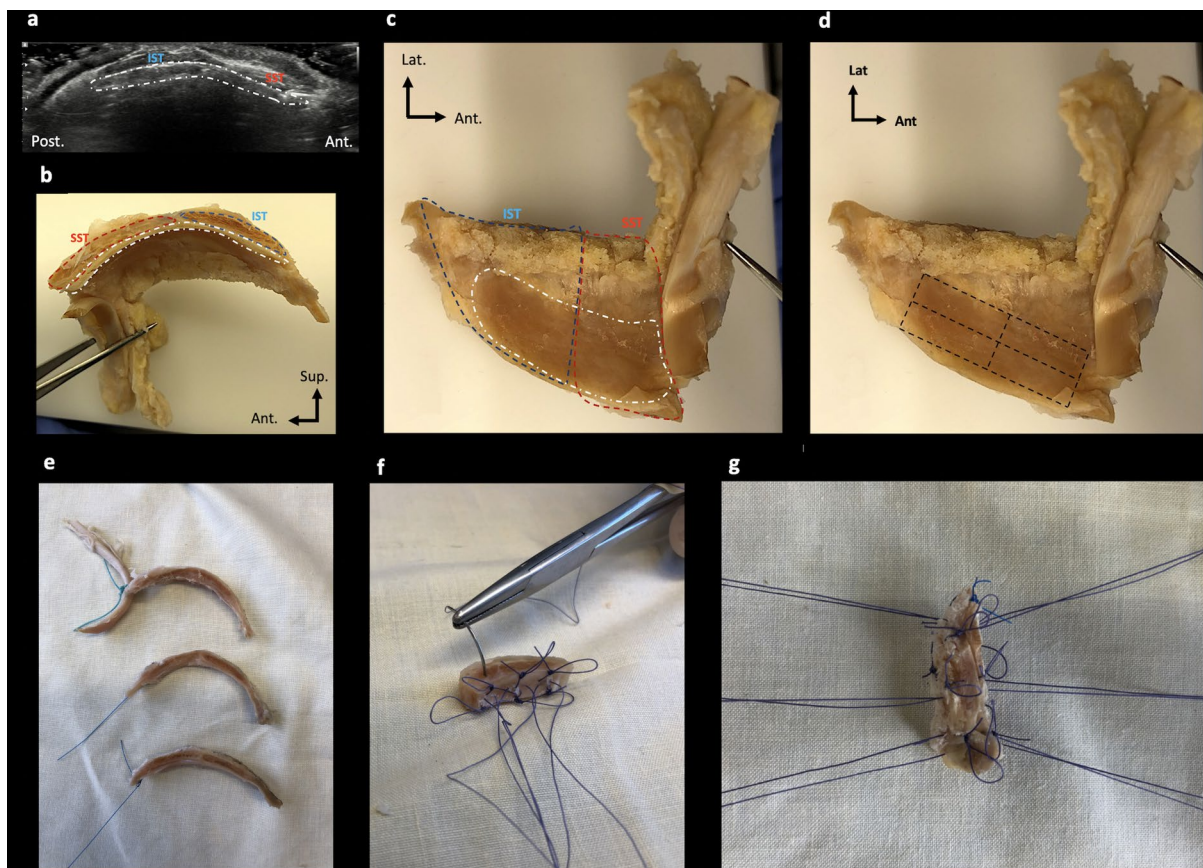 a
IST
SST
Post.
Ant.
b
IST
SST
Sup.
Ant.
c
Lat.
Ant.
IST
SST
d
Lat
Ant
e
f
g